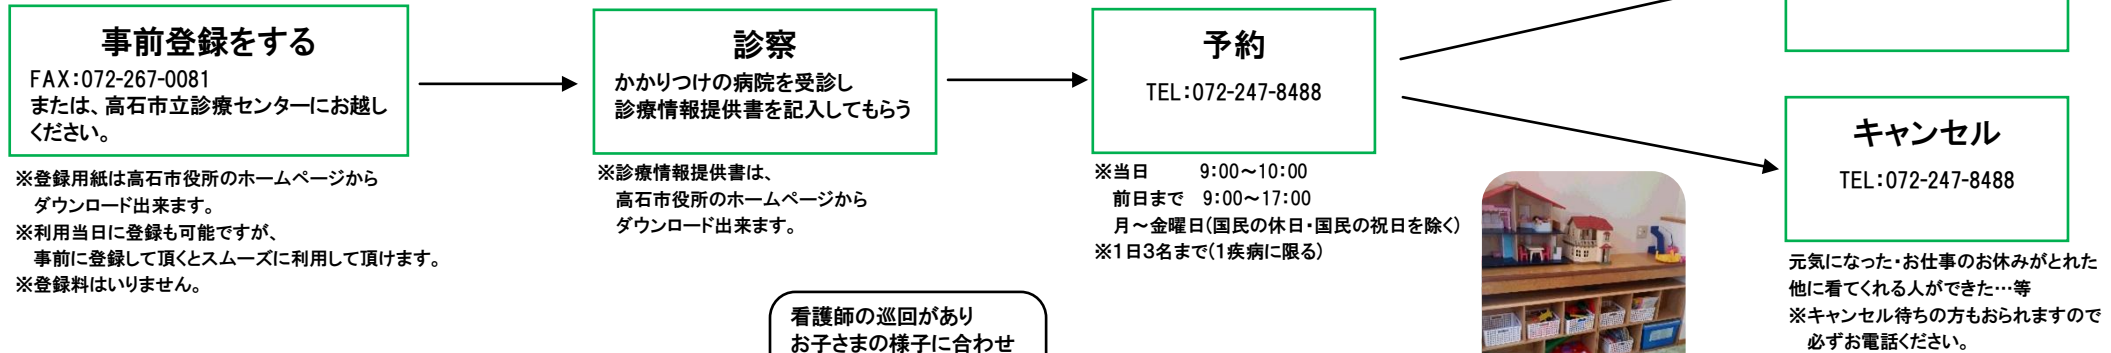 事前登録をする
FAX:072-267-0081
または、高石市立診療センターにお越し
ください。
※登録用紙は高石市役所のホームページから
ダウンロード出来ます。
※利用当日に登録も可能ですが、
事前に登録して頂くとスムーズに利用して頂けます。
※登録料はいりません。
診察
かかりつけの病院を受診し
診療情報提供書を記入してもらう
※診療情報提供書は、
高石市役所のホームページから
ダウンロード出来ます。
予約
TEL:072-247-8488
※当日 9:00～10:00
前日まで 9:00～17:00
月～金曜日(国民の休日・国民の祝日を除く)
※1日3名まで(1疾病に限る)
キャンセル
TEL:072-247-8488
元気になった・お仕事のお休みがとれた
他に看てくれる人ができた…等
※キャンセル待ちの方もおられますので
必ずお電話ください。
看護師の巡回があり
お子さまの様子に合わせ